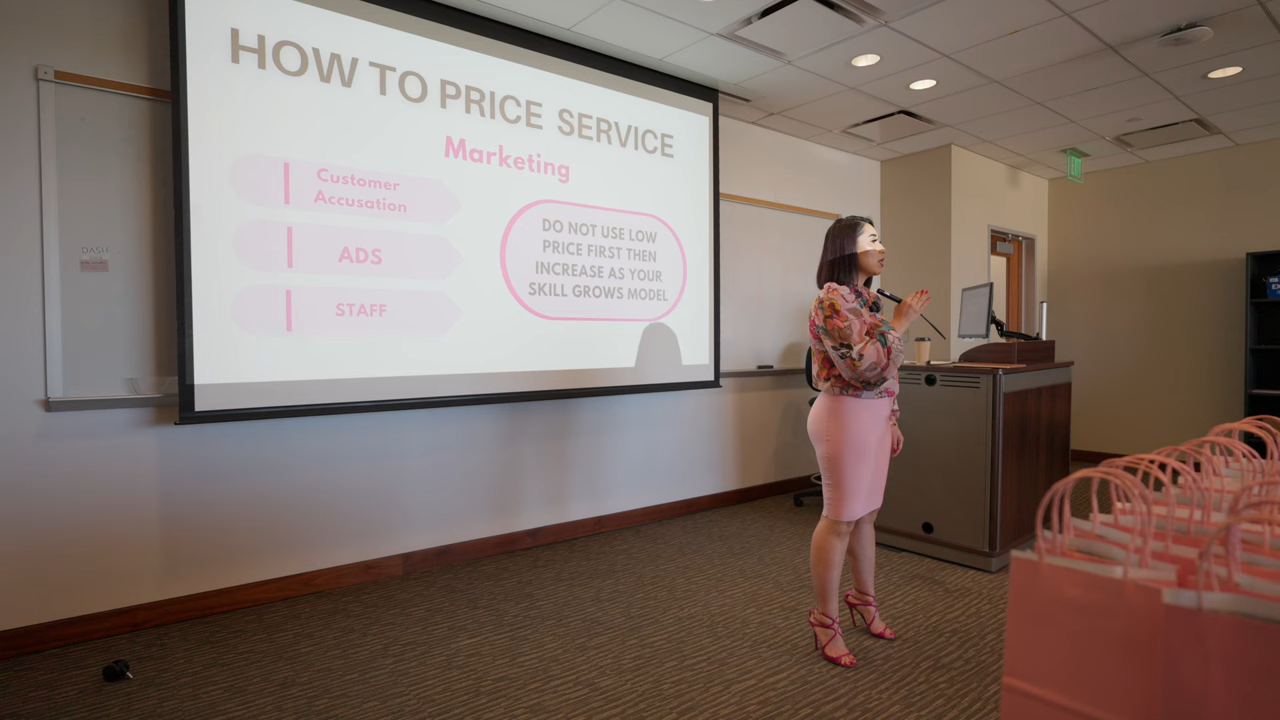 HOW TO PRICE SERVICE
Marketing
Customer
Accusation
ADS
STAFF
DO NOT USE LOW
PRICE FIRST THEN
INCREASE AS YOUR
SKILL GROWS MODEL
DASH
EXIT